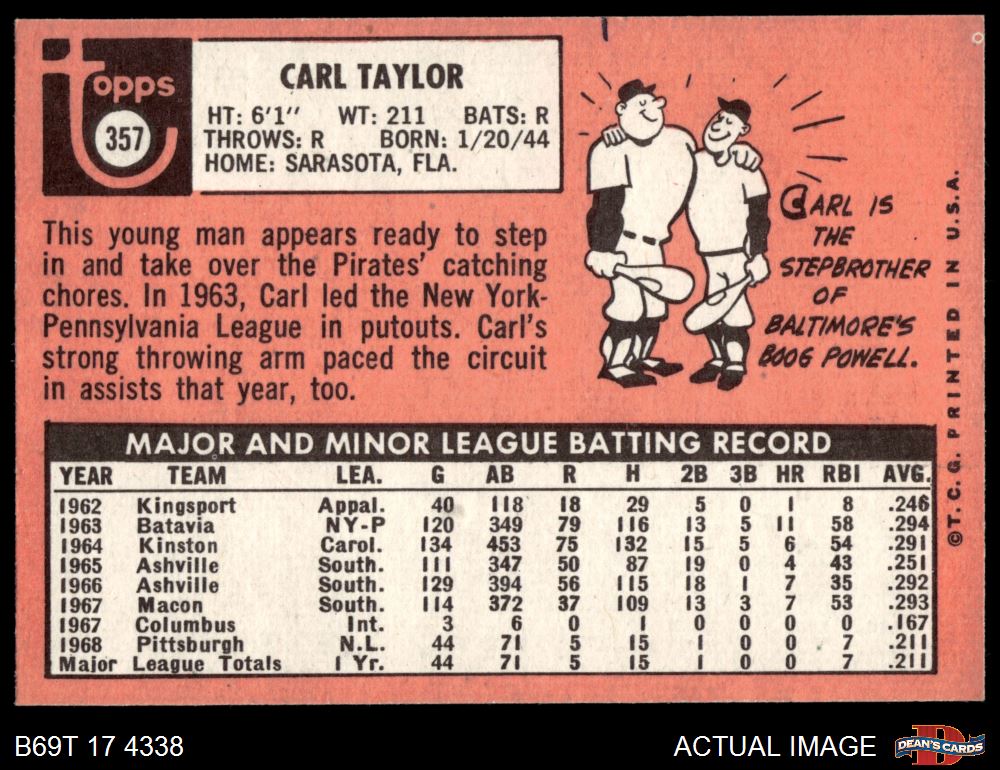 topps
357
CARL TAYLOR
HT: 6'1" WT: 211 BATS: R
THROWS: R BORN: 1/20/44
HOME: SARASOTA, FLA.
This young man appears ready to step
in and take over the Pirates' catching
chores. In 1963, Carl led the New York-
Pennsylvania League in putouts. Carl's
strong throwing arm paced the circuit
in assists that year, too.
CARL IS
THE
STEPBROTHER
OF
BALTIMORE'S
BOOG POWELL.
©T.C.G. PRINTED IN U.S.A.
MAJOR AND MINOR LEAGUE BATTING RECORD
YEAR TEAM LEA. G AB R H 2B 3B HR RBI AVG.
1962 Kingsport Appal. 40 118 18 29 5 0 1 8 .246
1963 Batavia NY-P 120 349 79 116 13 5 11 58 .294
1964 Kinston Carol. 134 453 75 132 15 5 6 54 .291
1965 Ashville South. 111 347 50 87 19 0 4 43 .251
1966 Ashville South. 129 394 56 115 18 1 7 35 .292
1967 Macon South. 114 372 37 109 13 3 7 53 .293
1967 Columbus Int. 3 6 0 1 0 0 0 0 .167
1968 Pittsburgh N.L. 44 71 5 15 1 0 0 7 .211
Major League Totals 1 Yr. 44 71 5 15 1 0 0 7 .211
B69T 17 4338
ACTUAL IMAGE
DEAN'S CARDS